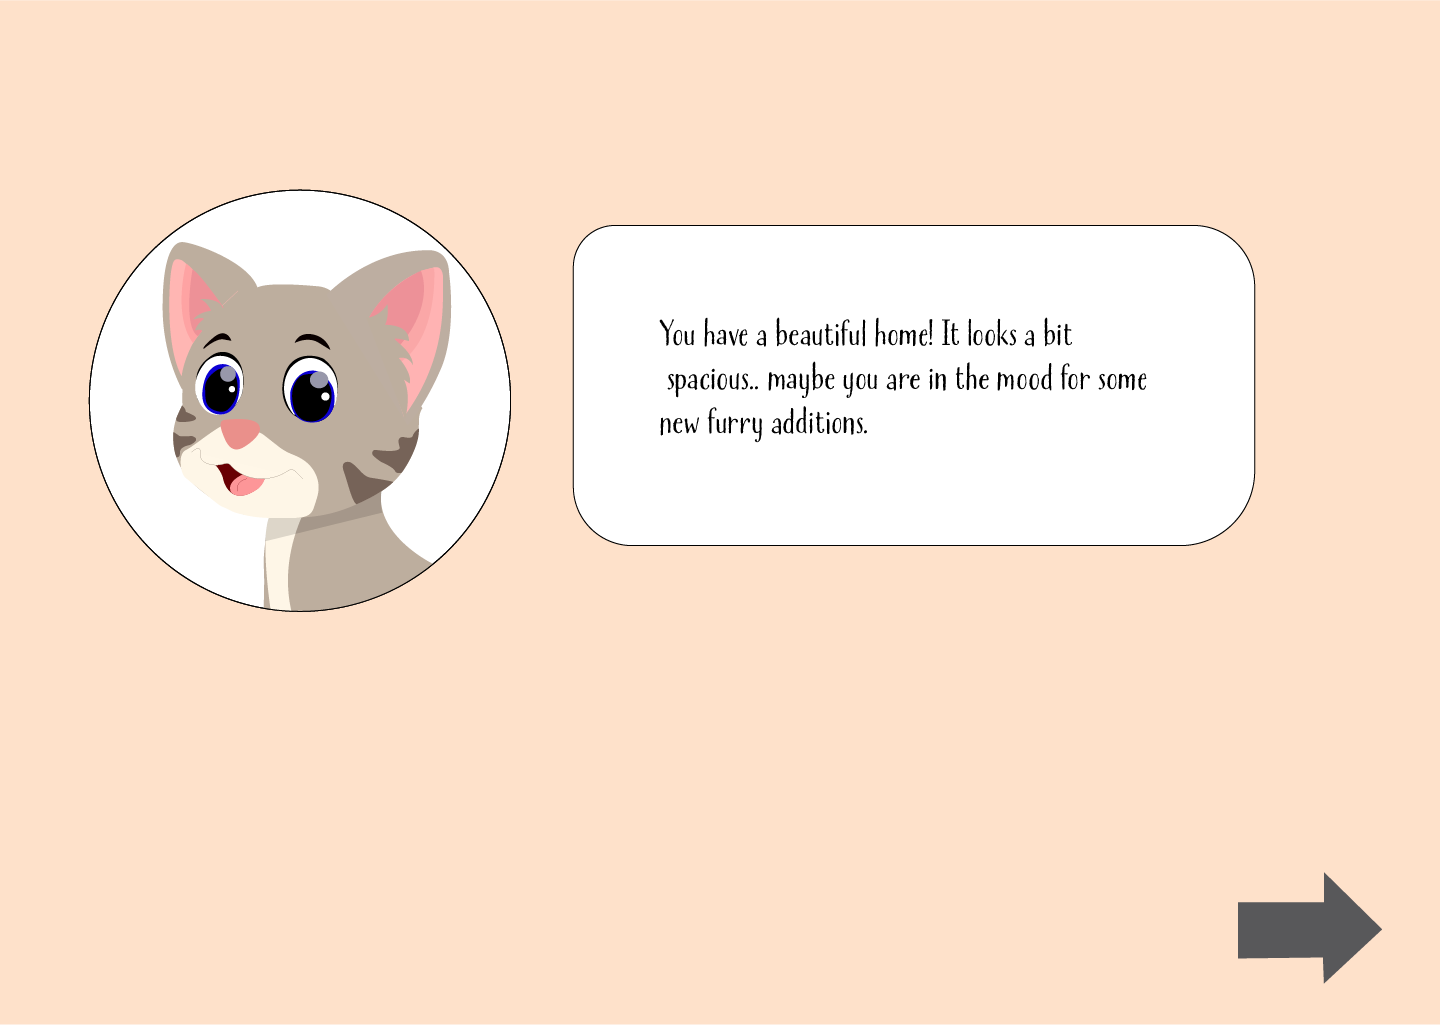 You have a beautiful home! It looks a bit
spacious.. maybe you are in the mood for some
new furry additions.